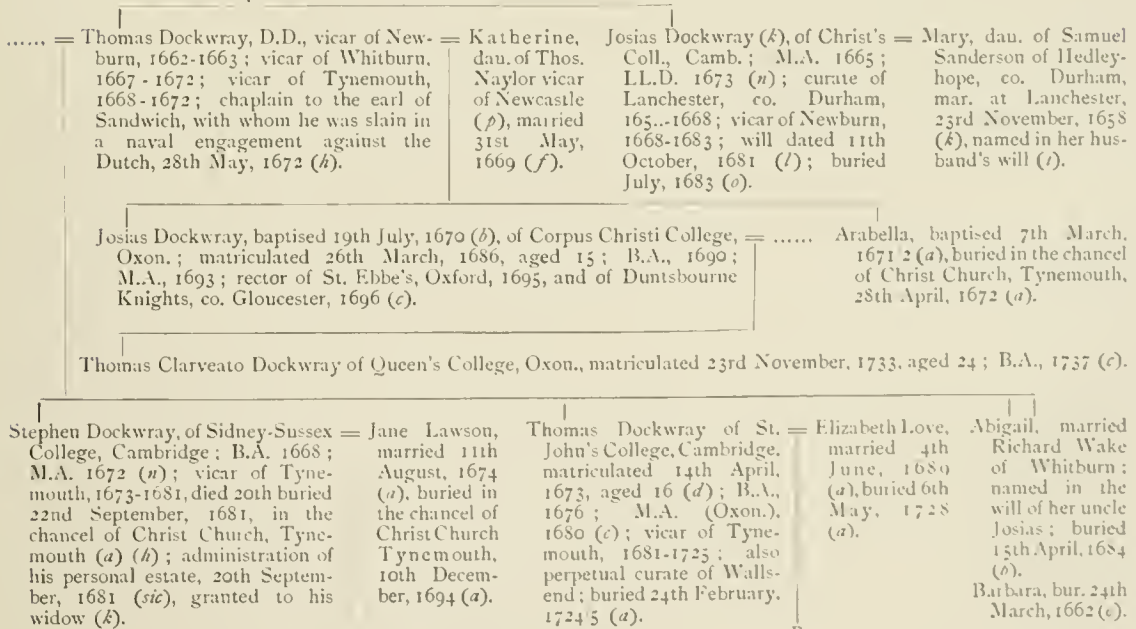 ...... = Thomas Dockwray, D.D., vicar of New-
burn, 1662-1663 ; vicar of Whitburn,
1667 - 1672 ; vicar of Tynemouth,
1668-1672 ; chaplain to the earl of
Sandwich, with whom he was slain in
a naval engagement against the
Dutch, 28th May, 1672 (h).
= Katherine,
dau. of Thos.
Naylor vicar
of Newcastle
(p), married
31st May,
1669 (f).
Josias Dockwray (k), of Christ's
Coll., Camb. ; M.A. 1665 ;
LL.D. 1673 (n) ; curate of
Lanchester, co. Durham,
165..-1668 ; vicar of Newburn,
1668-1683 ; will dated 11th
October, 1681 (l) ; buried
July, 1683 (o).
= Mary, dau. of Samuel
Sanderson of Hedley-
hope, co. Durham,
mar. at Lanchester,
23rd November, 1658
(k), named in her hus-
band's will (l).
Josias Dockwray, baptised 19th July, 1670 (b), of Corpus Christi College,
Oxon. ; matriculated 26th March, 1686, aged 15 ; B.A., 1690 ;
M.A., 1693 ; rector of St. Ebbe's, Oxford, 1695, and of Duntsbourne
Knights, co. Gloucester, 1696 (c).
= ......
Arabella, baptised 7th March,
1671 2 (a), buried in the chancel
of Christ Church, Tynemouth,
28th April, 1672 (a).
Thomas Clarveato Dockwray of Queen's College, Oxon., matriculated 23rd November, 1733, aged 24 ; B.A., 1737 (c).
Stephen Dockwray, of Sidney-Sussex
College, Cambridge ; B.A. 1668 ;
M.A. 1672 (n) ; vicar of Tyne-
mouth, 1673-1681, died 20th buried
22nd September, 1681, in the
chancel of Christ Church, Tyne-
mouth (a) (h) ; administration of
his personal estate, 20th Septem-
ber, 1681 (sic), granted to his
widow (k).
= Jane Lawson,
married 11th
August, 1674
(a), buried in
the chancel of
Christ Church
Tynemouth,
10th Decem-
ber, 1694 (a).
Thomas Dockwray of St.
John's College, Cambridge,
matriculated 14th April,
1673, aged 16 (d) ; B.A.,
1676 ; M.A. (Oxon.),
1680 (c) ; vicar of Tyne-
mouth, 1681-1725 ; also
perpetual curate of Walls-
end ; buried 24th February,
1724 5 (a).
= Elizabeth Love,
married 4th
June, 1689
(a), buried 6th
May, 1728
(a).
Abigail, married
Richard Wake
of Whitburn ;
named in the
will of her uncle
Josias ; buried
15th April, 1684
(b).
Barbara, bur. 24th
March, 1662 (e).